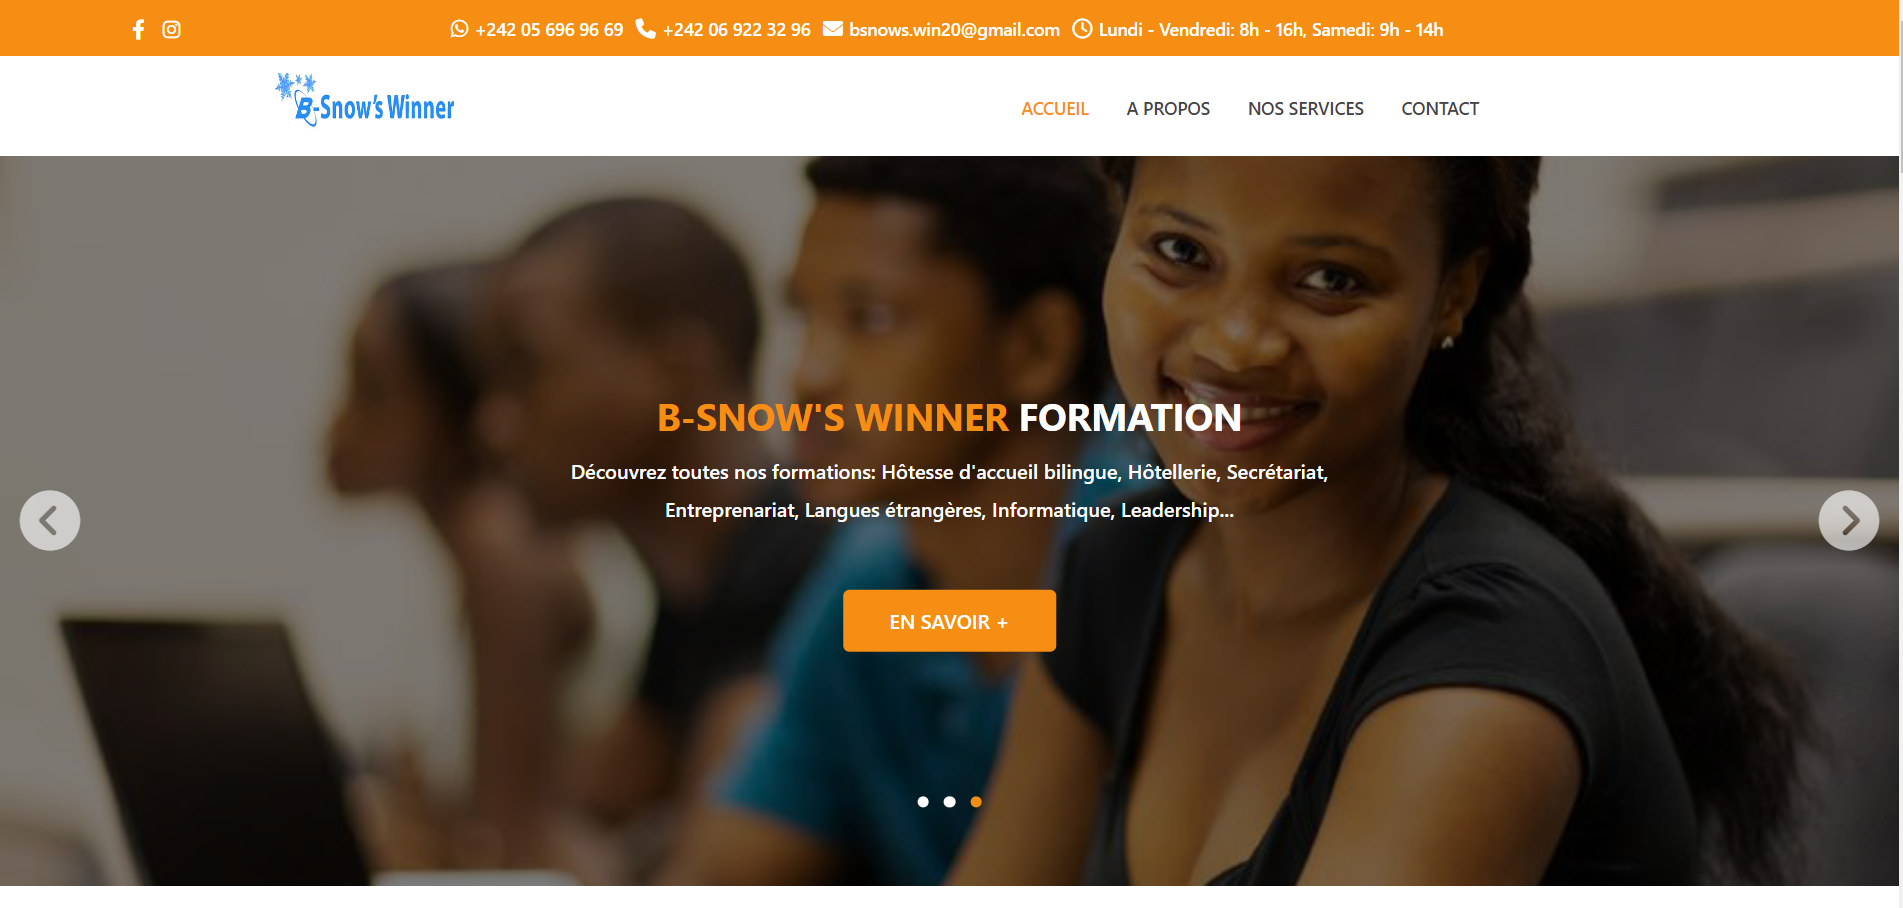 +242 05 696 96 69 +242 06 922 32 96 bsnows.win20@gmail.com Lundi - Vendredi: 8h - 16h, Samedi: 9h - 14h
B-Snow's Winner
ACCUEIL A PROPOS NOS SERVICES CONTACT
B-SNOW'S WINNER FORMATION
Découvrez toutes nos formations: Hôtesse d'accueil bilingue, Hôtellerie, Secrétariat,
Entreprenariat, Langues étrangères, Informatique, Leadership...
EN SAVOIR +